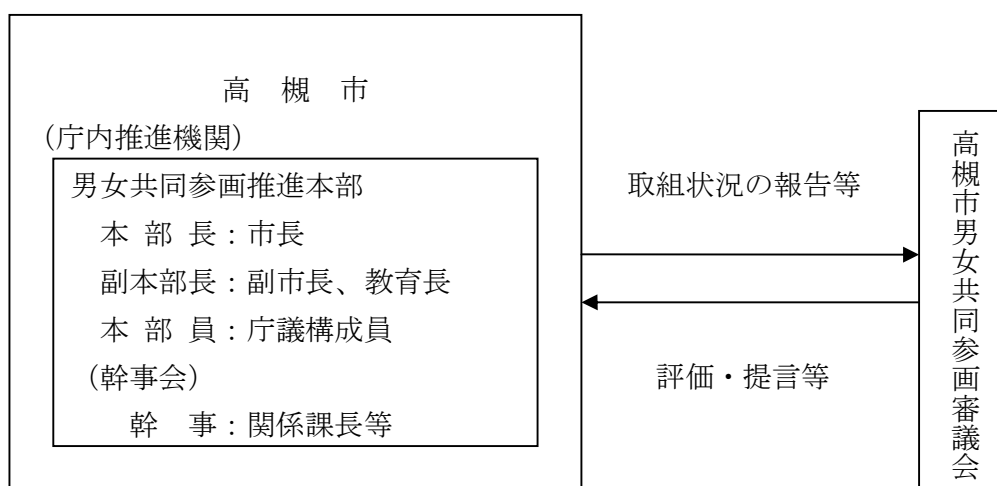 高　槻　市
(庁内推進機関)
男女共同参画推進本部
本 部 長：市長
副本部長：副市長、教育長
本 部 員：庁議構成員
(幹事会)
幹　事：関係課長等
取組状況の報告等
評価・提言等
高槻市男女共同参画審議会